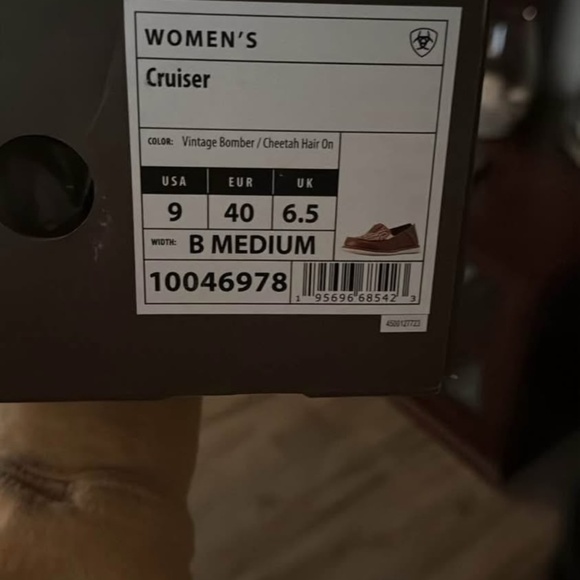 WOMEN'S
Cruiser
COLOR: Vintage Bomber / Cheetah Hair On
USA EUR UK
9 40 6.5
WIDTH: B MEDIUM
10046978
1 95696 68542 3
4500127723